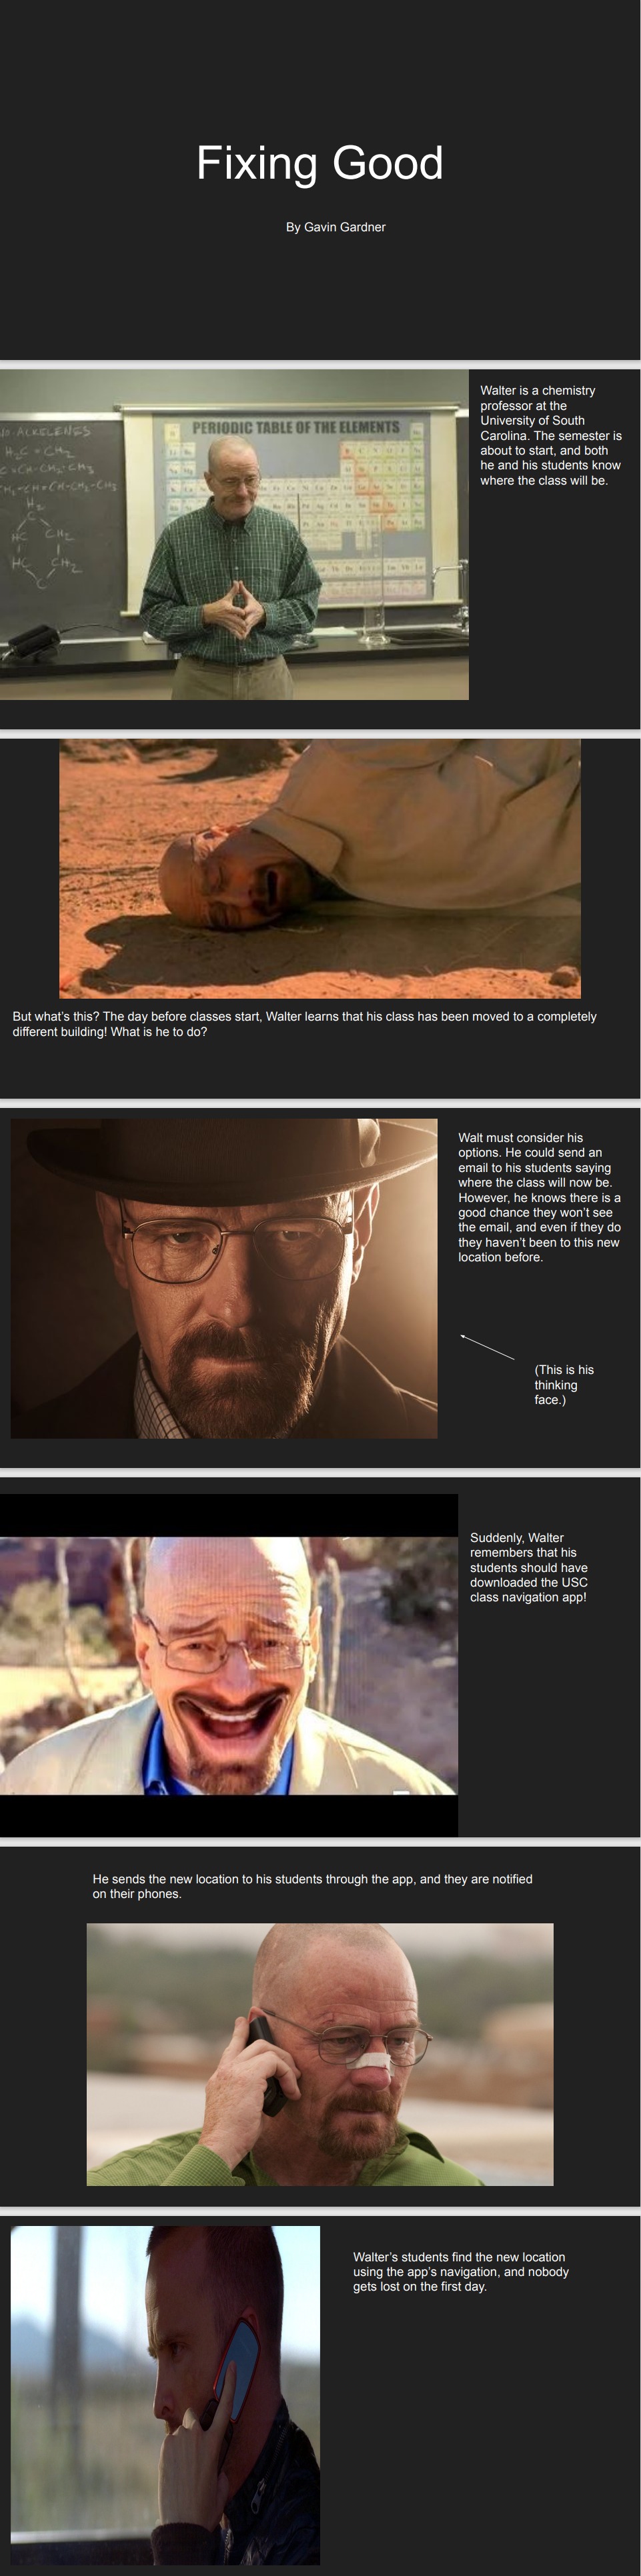 Fixing Good
By Gavin Gardner
NO·ALKELENES
H₂C = CH₂
PERIODIC TABLE OF THE ELEMENTS
Walter is a chemistry
professor at the
University of South
Carolina. The semester is
about to start, and both
he and his students know
where the class will be.
But what’s this? The day before classes start, Walter learns that his class has been moved to a completely
different building! What is he to do?
Walt must consider his
options. He could send an
email to his students saying
where the class will now be.
However, he knows there is a
good chance they won’t see
the email, and even if they do
they haven’t been to this new
location before.
(This is his
thinking
face.)
Suddenly, Walter
remembers that his
students should have
downloaded the USC
class navigation app!
He sends the new location to his students through the app, and they are notified
on their phones.
Walter’s students find the new location
using the app’s navigation, and nobody
gets lost on the first day.